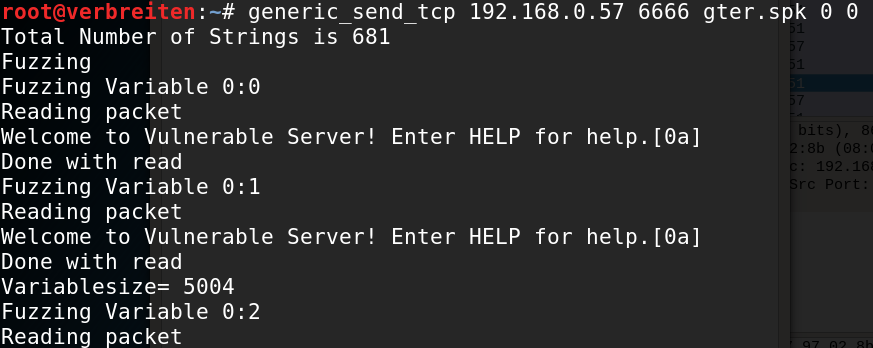 root@verbreiten:~# generic_send_tcp 192.168.0.57 6666 gter.spk 0 0
Total Number of Strings is 681
Fuzzing
Fuzzing Variable 0:0
Reading packet
Welcome to Vulnerable Server! Enter HELP for help.[0a]
Done with read
Fuzzing Variable 0:1
Reading packet
Welcome to Vulnerable Server! Enter HELP for help.[0a]
Done with read
Variablesize= 5004
Fuzzing Variable 0:2
Reading packet
51
57
51
51
57
bits), 8
2:8b (08:
c: 192.168
Src Port:
97 02 8b